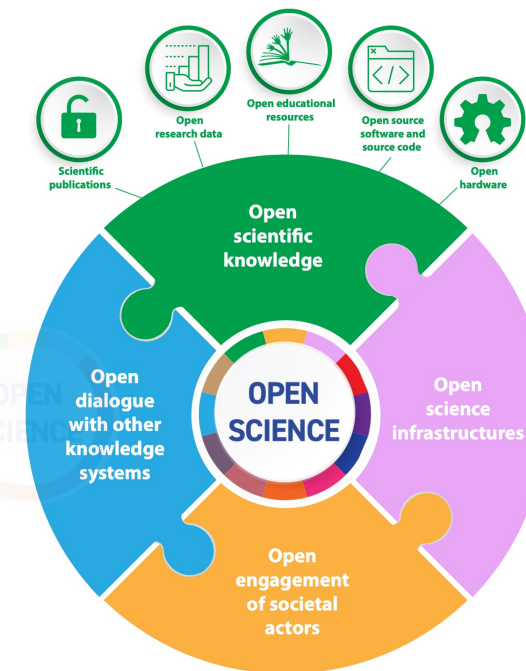 Scientific
publications
Open
research data
Open educational
resources
Open source
software and
source code
Open
hardware
Open
scientific
knowledge
Open
dialogue
with other
knowledge
systems
OPEN
SCIENCE
Open
science
infrastructures
Open
engagement
of societal
actors